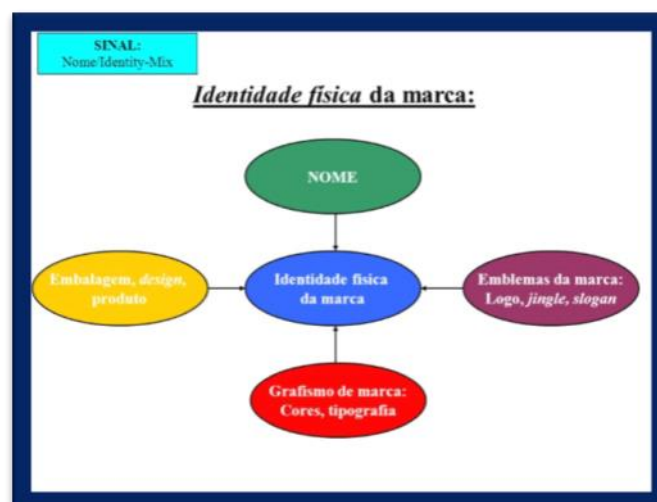 SINAL:
Nome/Identity-Mix
Identidade física da marca:
NOME
Embalagem, design,
produto
Identidade física
da marca
Emblemas da marca:
Logo, jingle, slogan
Grafismo de marca:
Cores, tipografia